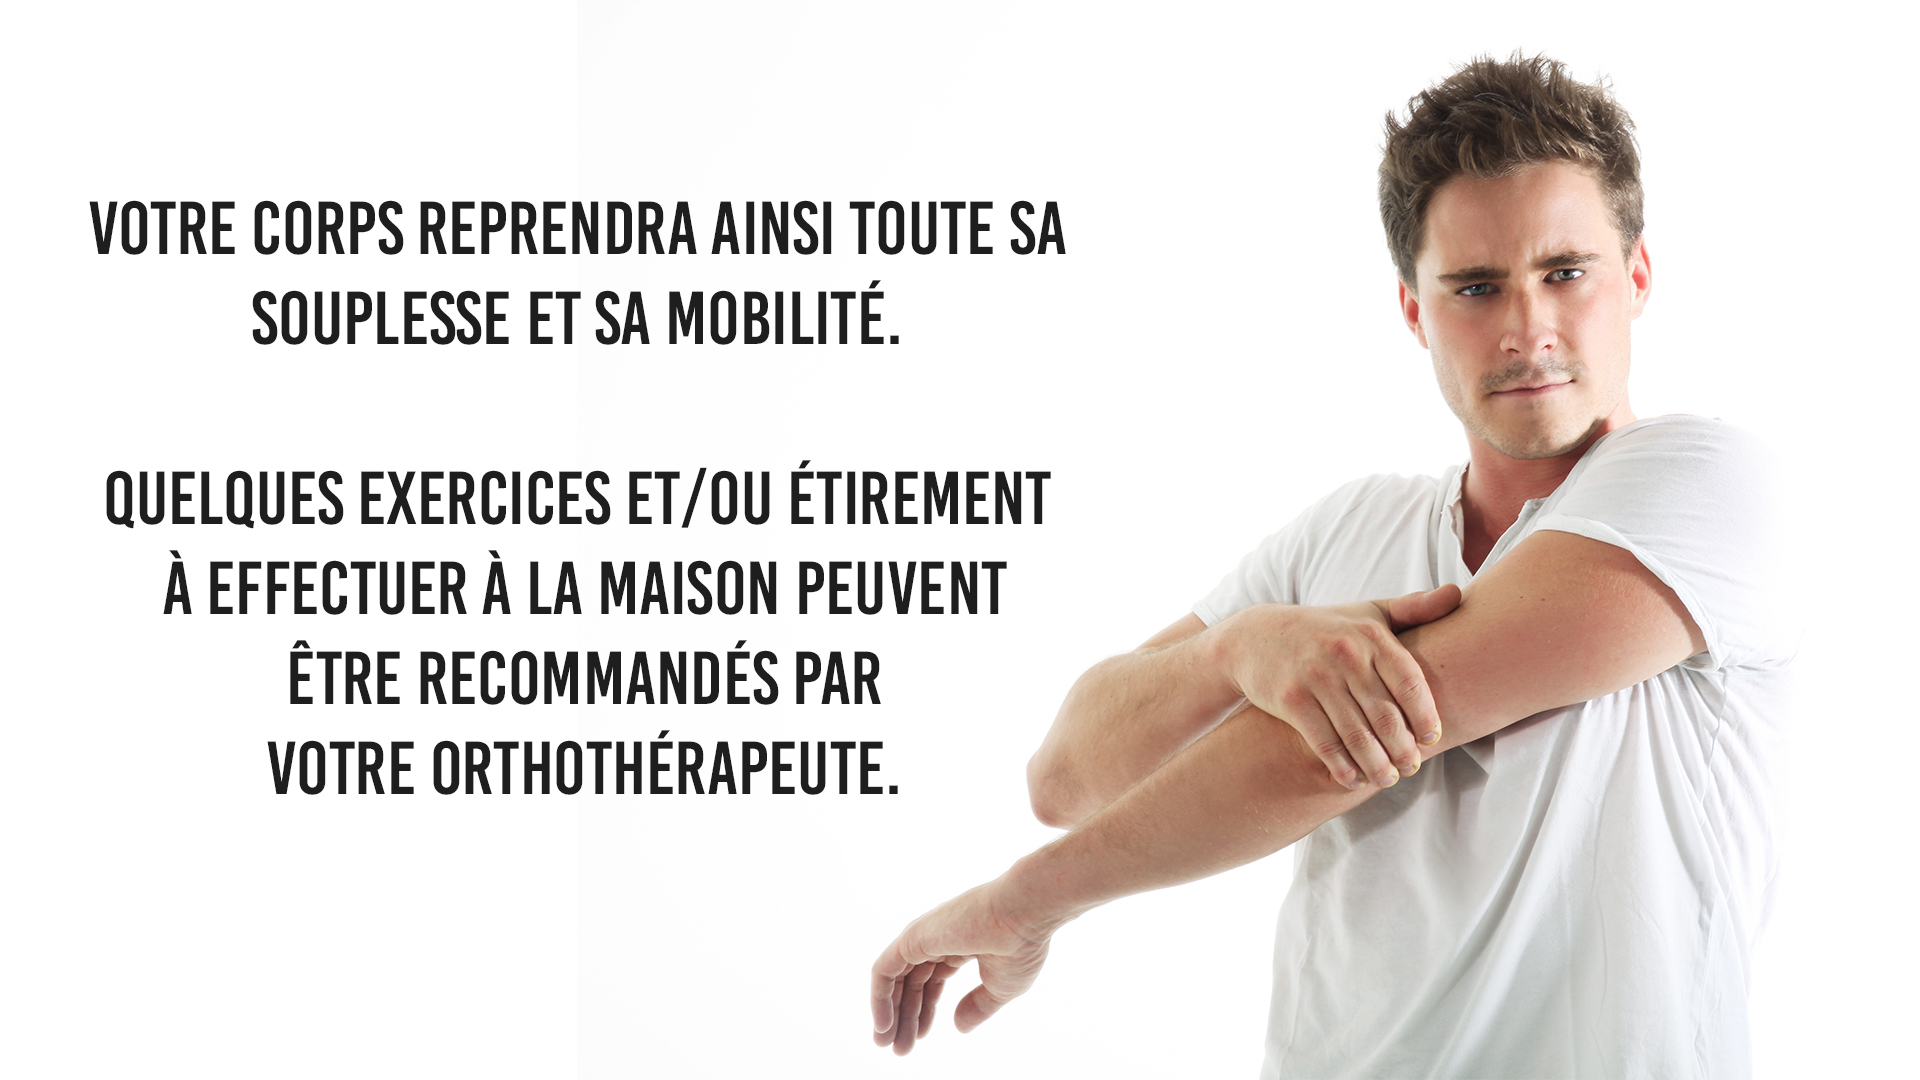 VOTRE CORPS REPRENDRA AINSI TOUTE SA
SOUPLESSE ET SA MOBILITÉ.
QUELQUES EXERCICES ET/OU ÉTIREMENT
À EFFECTUER À LA MAISON PEUVENT
ÊTRE RECOMMANDÉS PAR
VOTRE ORTHOTHÉRAPEUTE.